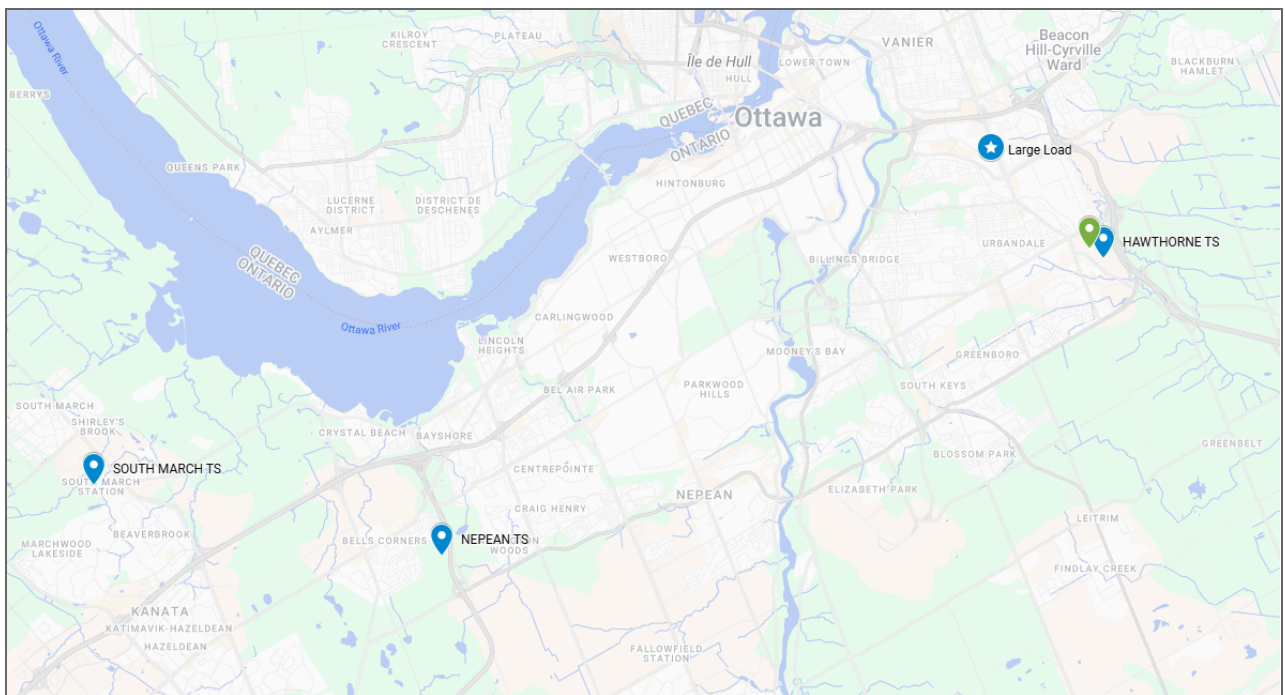 Ottawa River
KILROY
CRESCENT
PLATEAU
Île de Hull
HULL
LOWER TOWN
VANIER
Beacon
Hill-Cyrville
Ward
BLACKBURN
HAMLET
BERRYS
QUEBEC
ONTARIO
Ottawa
QUEENS PARK
Large Load
HINTONBURG
LUCERNE
DISTRICT
DISTRICT DE
DESCHENES
AYLMER
QUEBEC
ONTARIO
WESTBORO
BILLINGS BRIDGE
URBANDALE
HAWTHORNE TS
Ottawa River
CARLINGWOOD
LINCOLN
HEIGHTS
MOONEY'S BAY
GREENBORO
BEL AIR PARK
PARKWOOD
HILLS
SOUTH KEYS
SOUTH MARCH
SHIRLEY'S
BROOK
CRYSTAL BEACH
BAYSHORE
GREENBELT
SOUTH MARCH TS
SOUTH MARCH
STATION
CENTREPOINTE
BLOSSOM PARK
NEPEAN
ELIZABETH PARK
CRAIG HENRY
LEITRIM
BEAVERBROOK
BELLS CORNERS
NEPEAN TS
WOODS
MARCHWOOD
LAKESIDE
FINDLAY CREEK
KANATA
KATIMAVIK-HAZELDEAN
HAZELDEAN
FALLOWFIELD
STATION